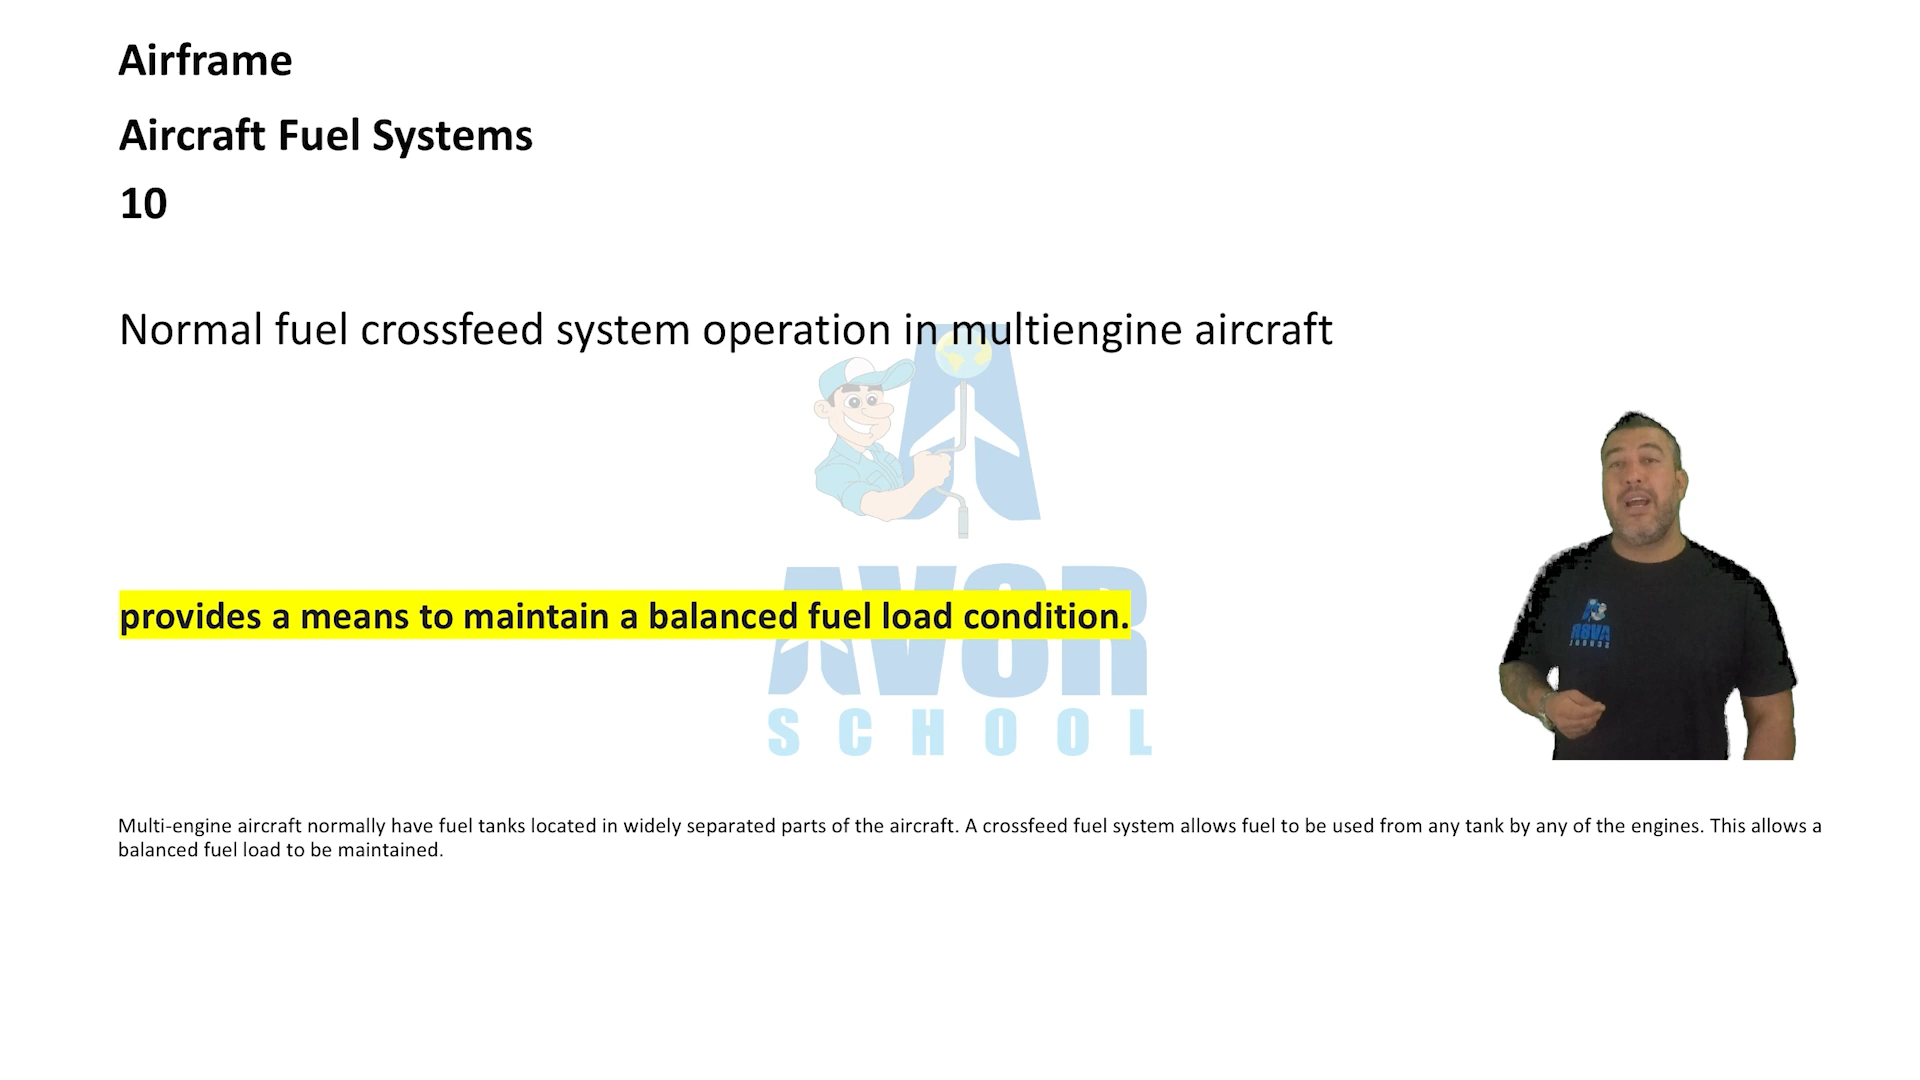 Airframe
Aircraft Fuel Systems
10
Normal fuel crossfeed system operation in multiengine aircraft
provides a means to maintain a balanced fuel load condition.
AVOR
SCHOOL
Multi-engine aircraft normally have fuel tanks located in widely separated parts of the aircraft. A crossfeed fuel system allows fuel to be used from any tank by any of the engines. This allows a
balanced fuel load to be maintained.